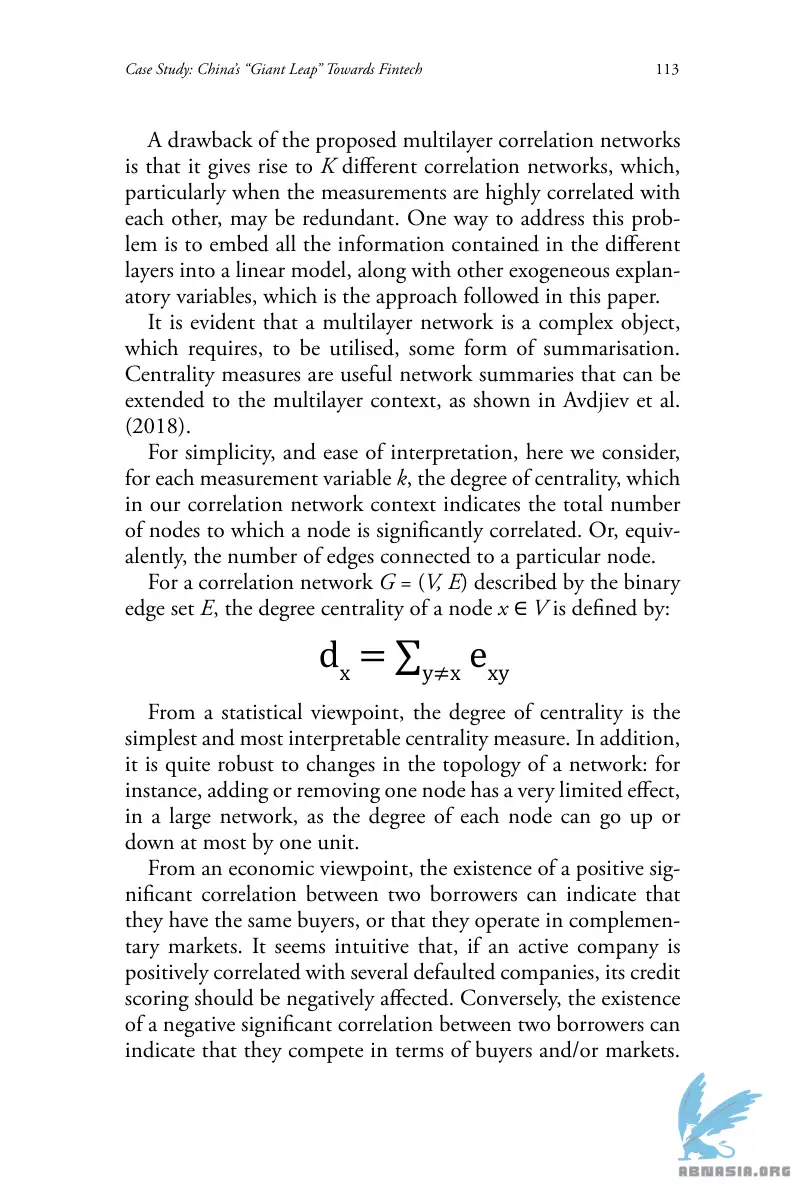 Case Study: China’s “Giant Leap” Towards Fintech 113
A drawback of the proposed multilayer correlation networks
is that it gives rise to K different correlation networks, which,
particularly when the measurements are highly correlated with
each other, may be redundant. One way to address this prob-
lem is to embed all the information contained in the different
layers into a linear model, along with other exogeneous explan-
atory variables, which is the approach followed in this paper.
It is evident that a multilayer network is a complex object,
which requires, to be utilised, some form of summarisation.
Centrality measures are useful network summaries that can be
extended to the multilayer context, as shown in Avdjiev et al.
(2018).
For simplicity, and ease of interpretation, here we consider,
for each measurement variable k, the degree of centrality, which
in our correlation network context indicates the total number
of nodes to which a node is significantly correlated. Or, equiv-
alently, the number of edges connected to a particular node.
For a correlation network G = (V, E) described by the binary
edge set E, the degree centrality of a node x ∈ V is defined by:
d_x = ∑_{y≠x} e_{xy}
From a statistical viewpoint, the degree of centrality is the
simplest and most interpretable centrality measure. In addition,
it is quite robust to changes in the topology of a network: for
instance, adding or removing one node has a very limited effect,
in a large network, as the degree of each node can go up or
down at most by one unit.
From an economic viewpoint, the existence of a positive sig-
nificant correlation between two borrowers can indicate that
they have the same buyers, or that they operate in complemen-
tary markets. It seems intuitive that, if an active company is
positively correlated with several defaulted companies, its credit
scoring should be negatively affected. Conversely, the existence
of a negative significant correlation between two borrowers can
indicate that they compete in terms of buyers and/or markets.
ABNASIA.ORG